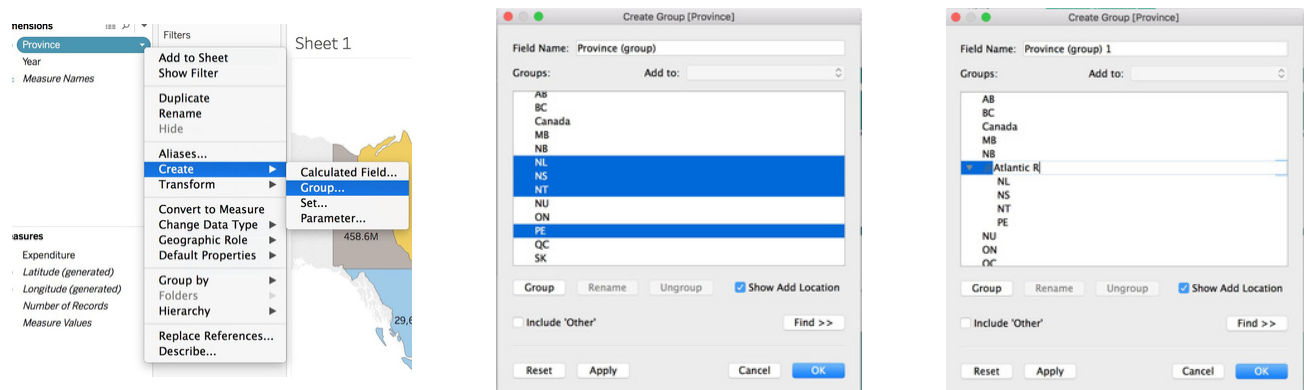 mensions
Province
Year
Measure Names
asures
Expenditure
Latitude (generated)
Longitude (generated)
Number of Records
Measure Values
Add to Sheet
Show Filter
Duplicate
Rename
Hide
Aliases...
Create
Transform
Convert to Measure
Change Data Type
Geographic Role
Default Properties
Group by
Folders
Hierarchy
Replace References...
Describe...
Calculated Field...
Group...
Set...
Parameter...
Filters
Sheet 1
458.6M
29,6
Create Group [Province]
Field Name: Province (group)
Groups: Add to:
AB
BC
Canada
MB
NB
NL
NS
NT
NU
ON
PE
QC
SK
Group Rename Ungroup Show Add Location
Include 'Other' Find >>
Reset Apply Cancel OK
Create Group [Province]
Field Name: Province (group) 1
Groups: Add to:
AB
BC
Canada
MB
NB
Atlantic R
NL
NS
NT
PE
NU
ON
QC
Group Rename Ungroup Show Add Location
Include 'Other' Find >>
Reset Apply Cancel OK